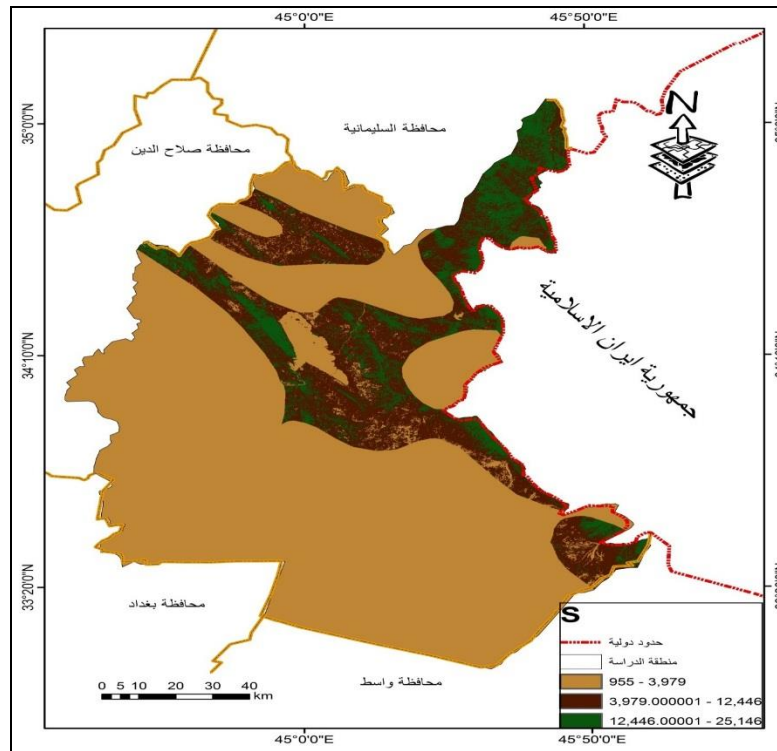 45°0'0"E
45°50'0"E
N
35°0'0"N
محافظة السليمانية
محافظة صلاح الدين
جمهورية ايران الاسلامية
34°10'0"N
33°20'0"N
محافظة بغداد
محافظة واسط
0 5 10 20 30 40
km
S
حدود دولية
منطقة الدراسة
955 - 3,979
3,979.000001 - 12,446
12,446.00001 - 25,146
45°0'0"E
45°50'0"E